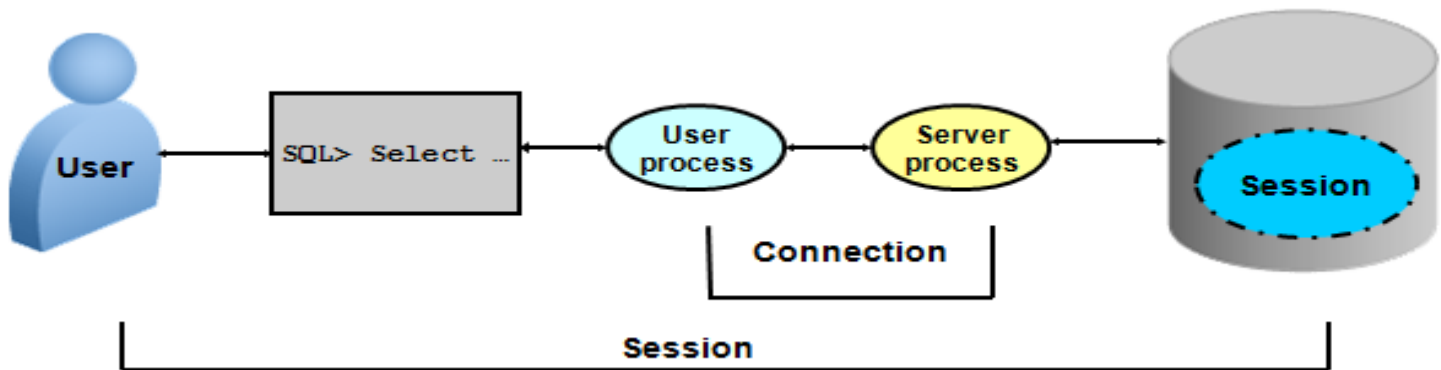 User
SQL> Select …
User
process
Server
process
Session
Connection
Session